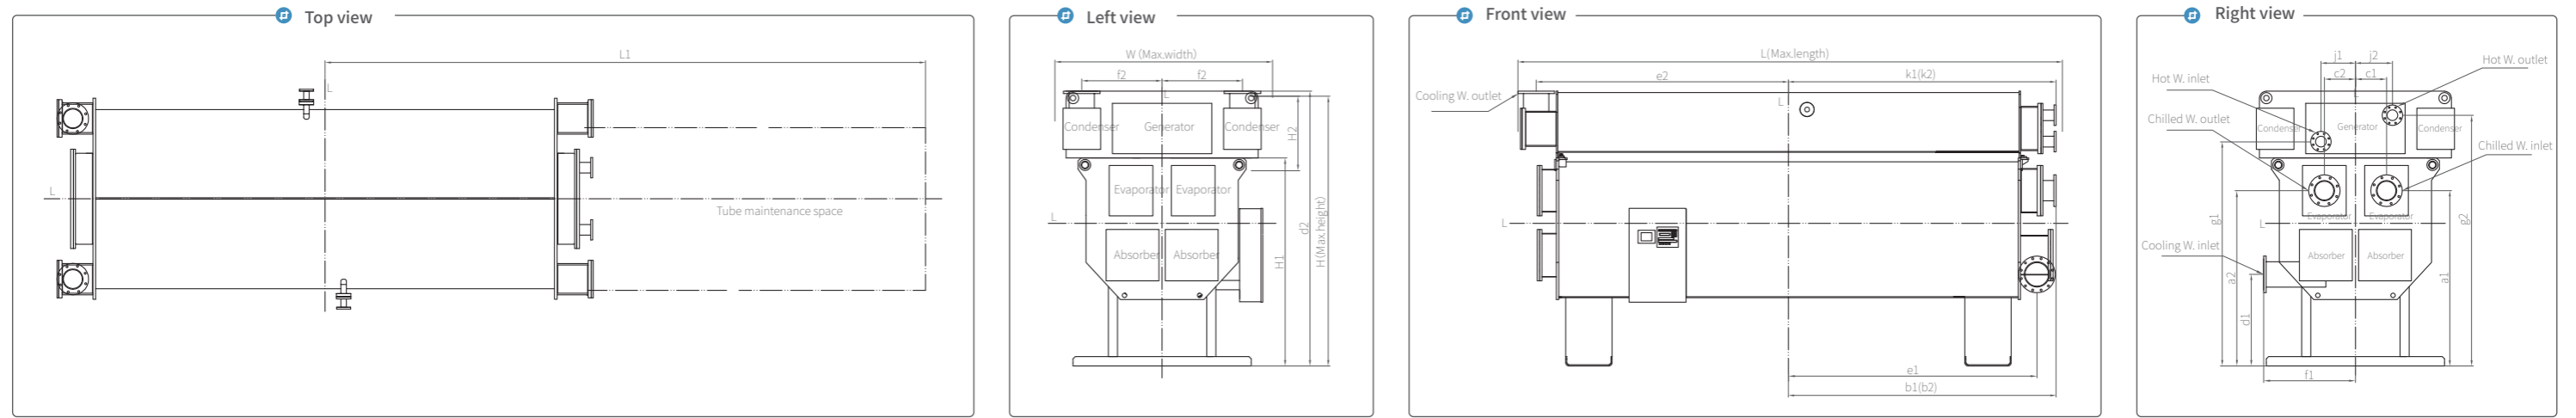 Top view
L1
L
L
Tube maintenance space
Left view
W (Max.width)
f2
f2
L
Condenser
Generator
Condenser
H2
Evaporator
Evaporator
L
Absorber
Absorber
H1
d2
H (Max.height)
Front view
L(Max.length)
e2
k1(k2)
Cooling W. outlet
L
L
e1
b1(b2)
Right view
j1
j2
Hot W. outlet
c2
c1
Hot W. inlet
L
Chilled W. outlet
Condenser
Generator
Condenser
Chilled W. inlet
Evaporator
Evaporator
g1
g2
L
Cooling W. inlet
Absorber
Absorber
a2
a1
d1
f1